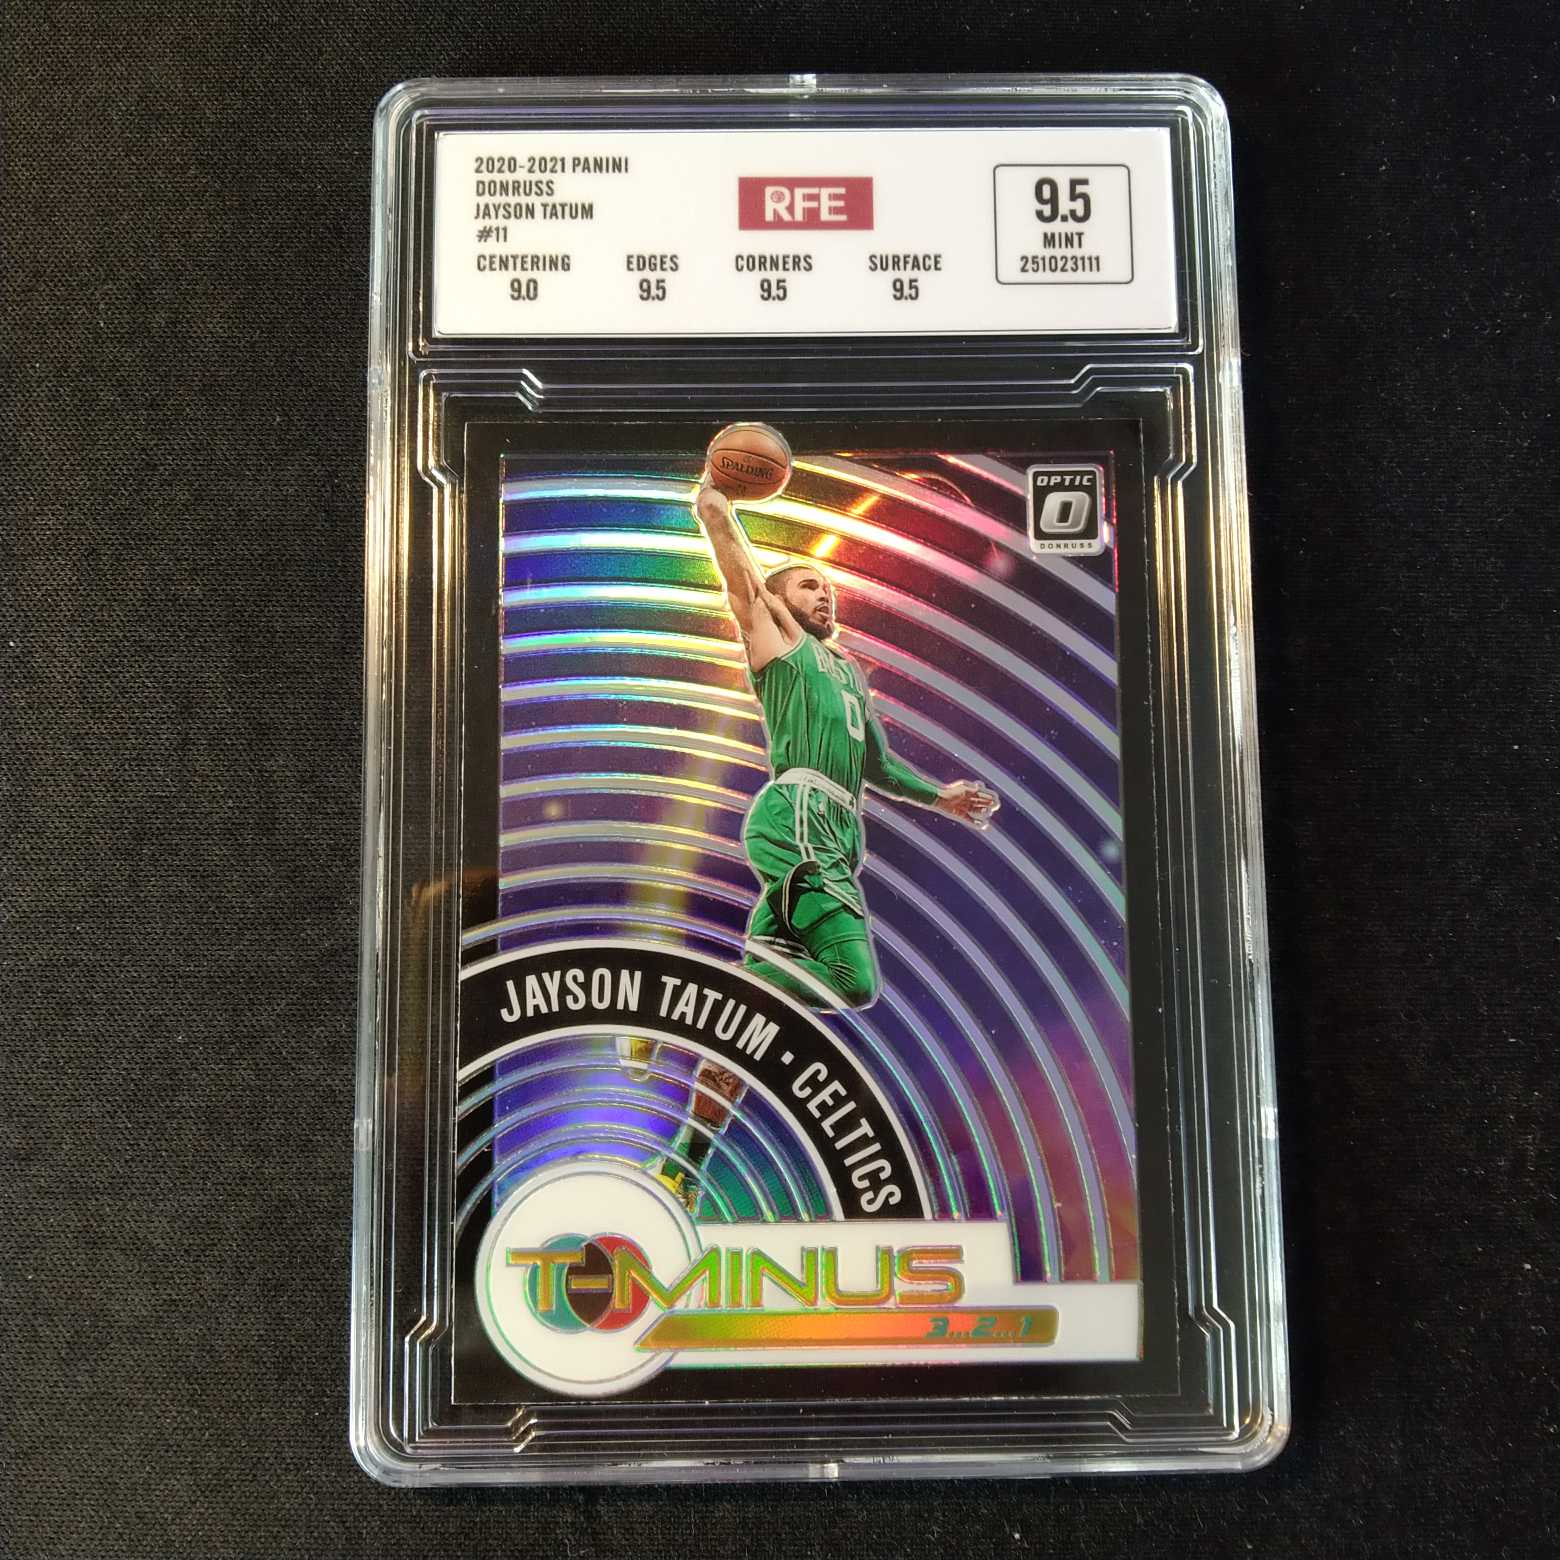 2020-2021 PANINI
DONRUSS
JAYSON TATUM
#11
RFE
9.5
MINT
251023111
CENTERING EDGES CORNERS SURFACE
9.0 9.5 9.5 9.5
SPALDING
OPTIC
DONRUSS
0
JAYSON TATUM · CELTICS
T-MINUS
3...2...1